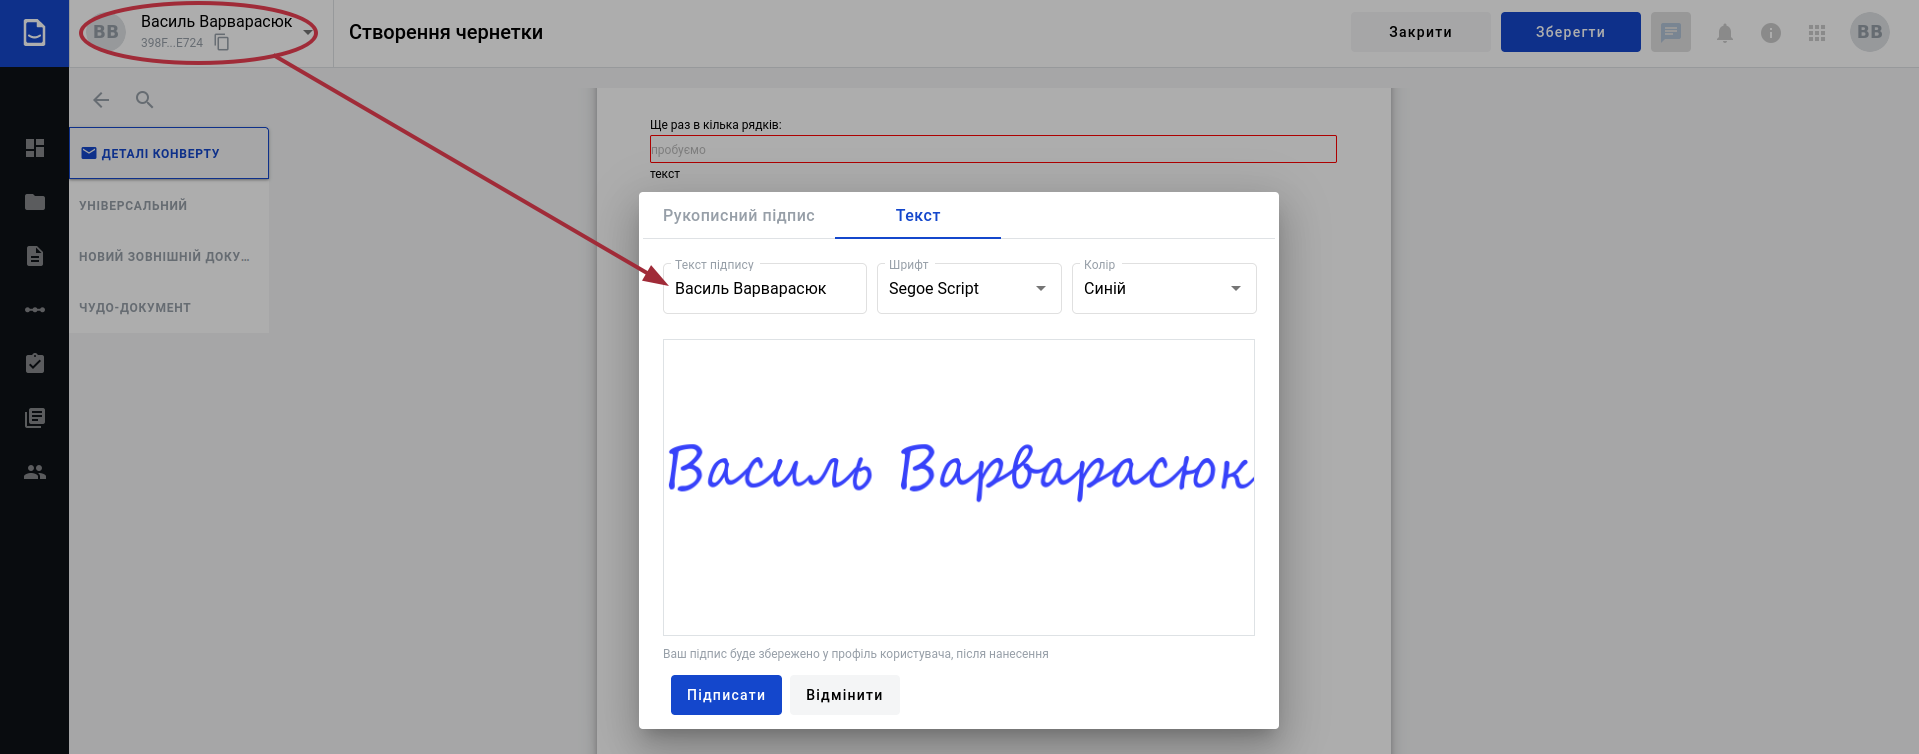 ВВ
Василь Варварасюк
398F...E724
Створення чернетки
Закрити
Зберегти
ВВ
ДЕТАЛІ КОНВЕРТУ
УНІВЕРСАЛЬНИЙ
НОВИЙ ЗОВНІШНІЙ ДОКУ...
ЧУДО-ДОКУМЕНТ
Ще раз в кілька рядків:
пробуємо
текст
Рукописний підпис
Текст
Текст підпису
Василь Варварасюк
Шрифт
Segoe Script
Колір
Синій
Василь Варварасюк
Ваш підпис буде збережено у профіль користувача, після нанесення
Підписати
Відмінити